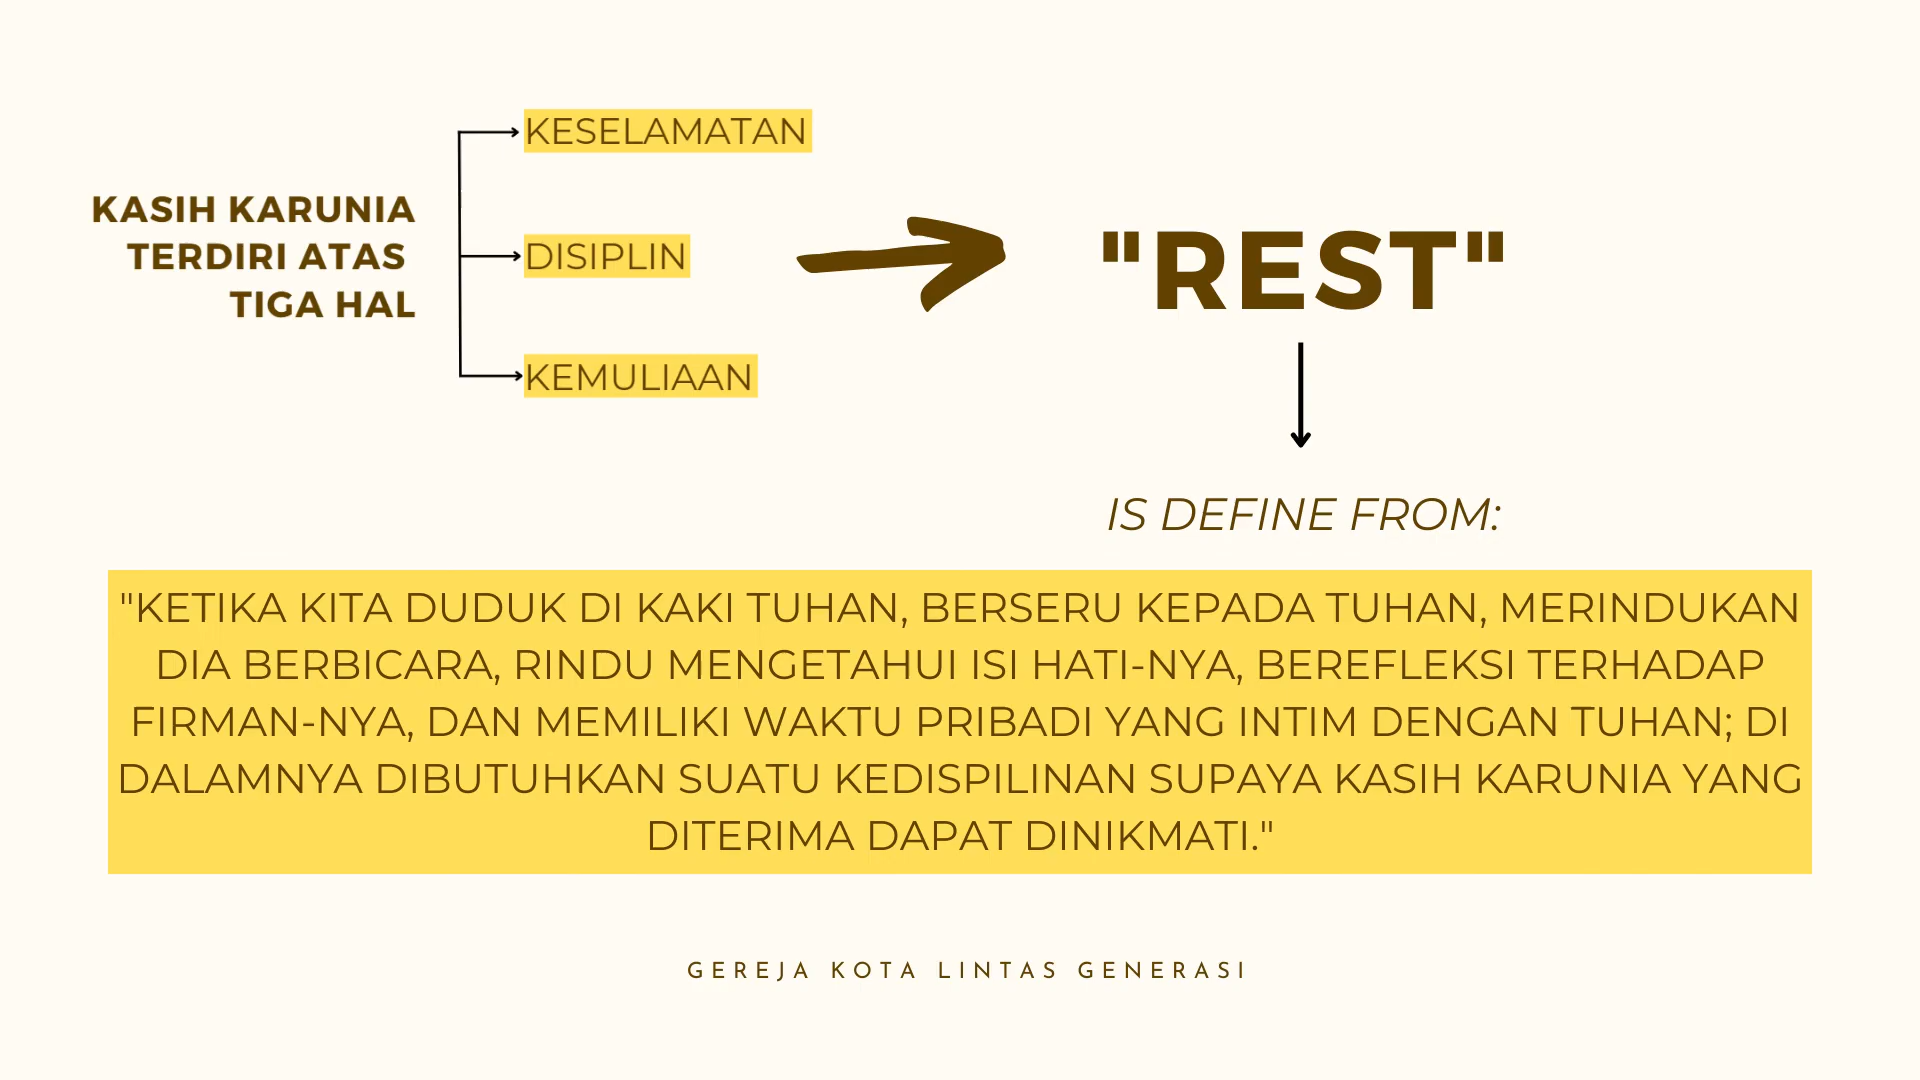 KASIH KARUNIA
TERDIRI ATAS
TIGA HAL
KESELAMATAN
DISIPLIN
KEMULIAAN
"REST"
IS DEFINE FROM:
"KETIKA KITA DUDUK DI KAKI TUHAN, BERSERU KEPADA TUHAN, MERINDUKAN
DIA BERBICARA, RINDU MENGETAHUI ISI HATI-NYA, BEREFLEKSI TERHADAP
FIRMAN-NYA, DAN MEMILIKI WAKTU PRIBADI YANG INTIM DENGAN TUHAN; DI
DALAMNYA DIBUTUHKAN SUATU KEDISPILINAN SUPAYA KASIH KARUNIA YANG
DITERIMA DAPAT DINIKMATI."
GEREJA KOTA LINTAS GENERASI